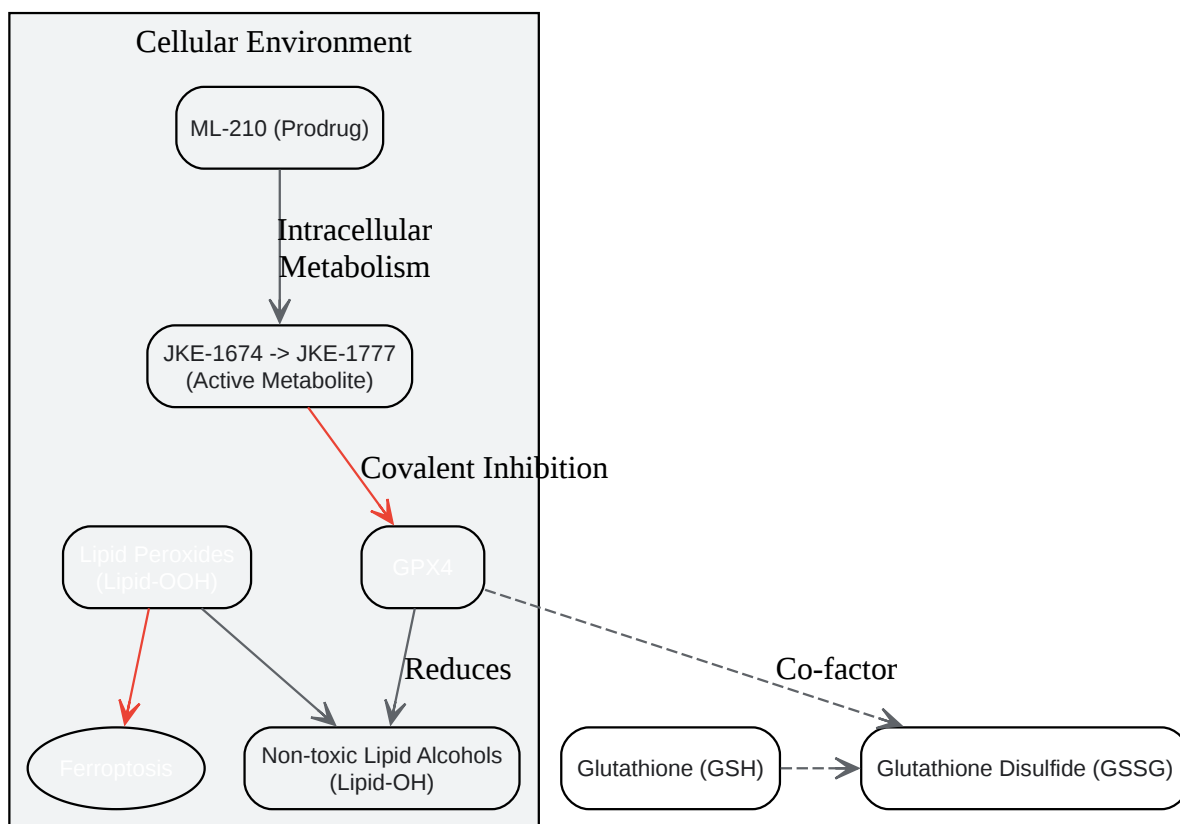 Cellular Environment
ML-210 (Prodrug)
Intracellular
Metabolism
JKE-1674 -> JKE-1777
(Active Metabolite)
Covalent Inhibition
Lipid Peroxides
(Lipid-OOH)
GPX4
Reduces
Co-factor
Ferroptosis
Non-toxic Lipid Alcohols
(Lipid-OH)
Glutathione (GSH)
Glutathione Disulfide (GSSG)